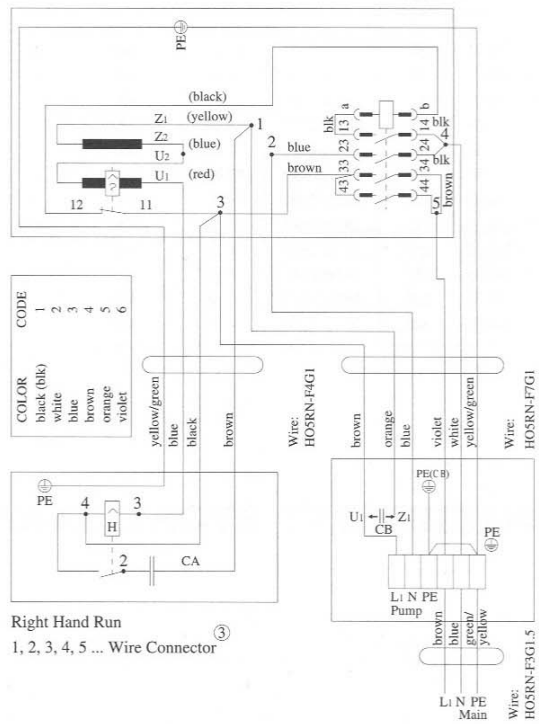 PE
(black)
Z1 (yellow)
1
Z2
(blue)
U2
U1 (red)
12
11
3
2
blue
brown
a
b
blk
13
14
blk
4
23
24
33
34
blk
43
44
brown
5
COLOR CODE
black (blk) 1
white 2
blue 3
brown 4
orange 5
violet 6
yellow/green
blue
black
brown
Wire:
HO5RN-F4G1
brown
orange
blue
violet
white
yellow/green
Wire:
HO5RN-F7G1
PE
4
3
H
2
CA
PE(CB)
U1
Z1
CB
PE
L1 N PE
Pump
Right Hand Run
3
1, 2, 3, 4, 5 ... Wire Connector
brown
blue
green/
yellow
Wire:
HO5RN-F3G1.5
L1 N PE
Main